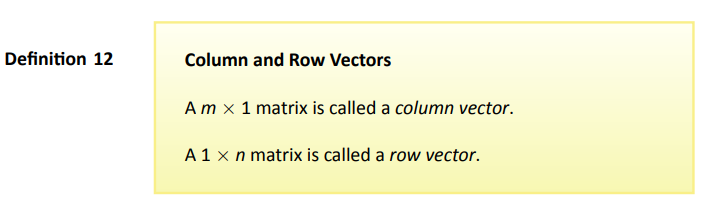 Definition 12
Column and Row Vectors
A m × 1 matrix is called a column vector.
A 1 × n matrix is called a row vector.